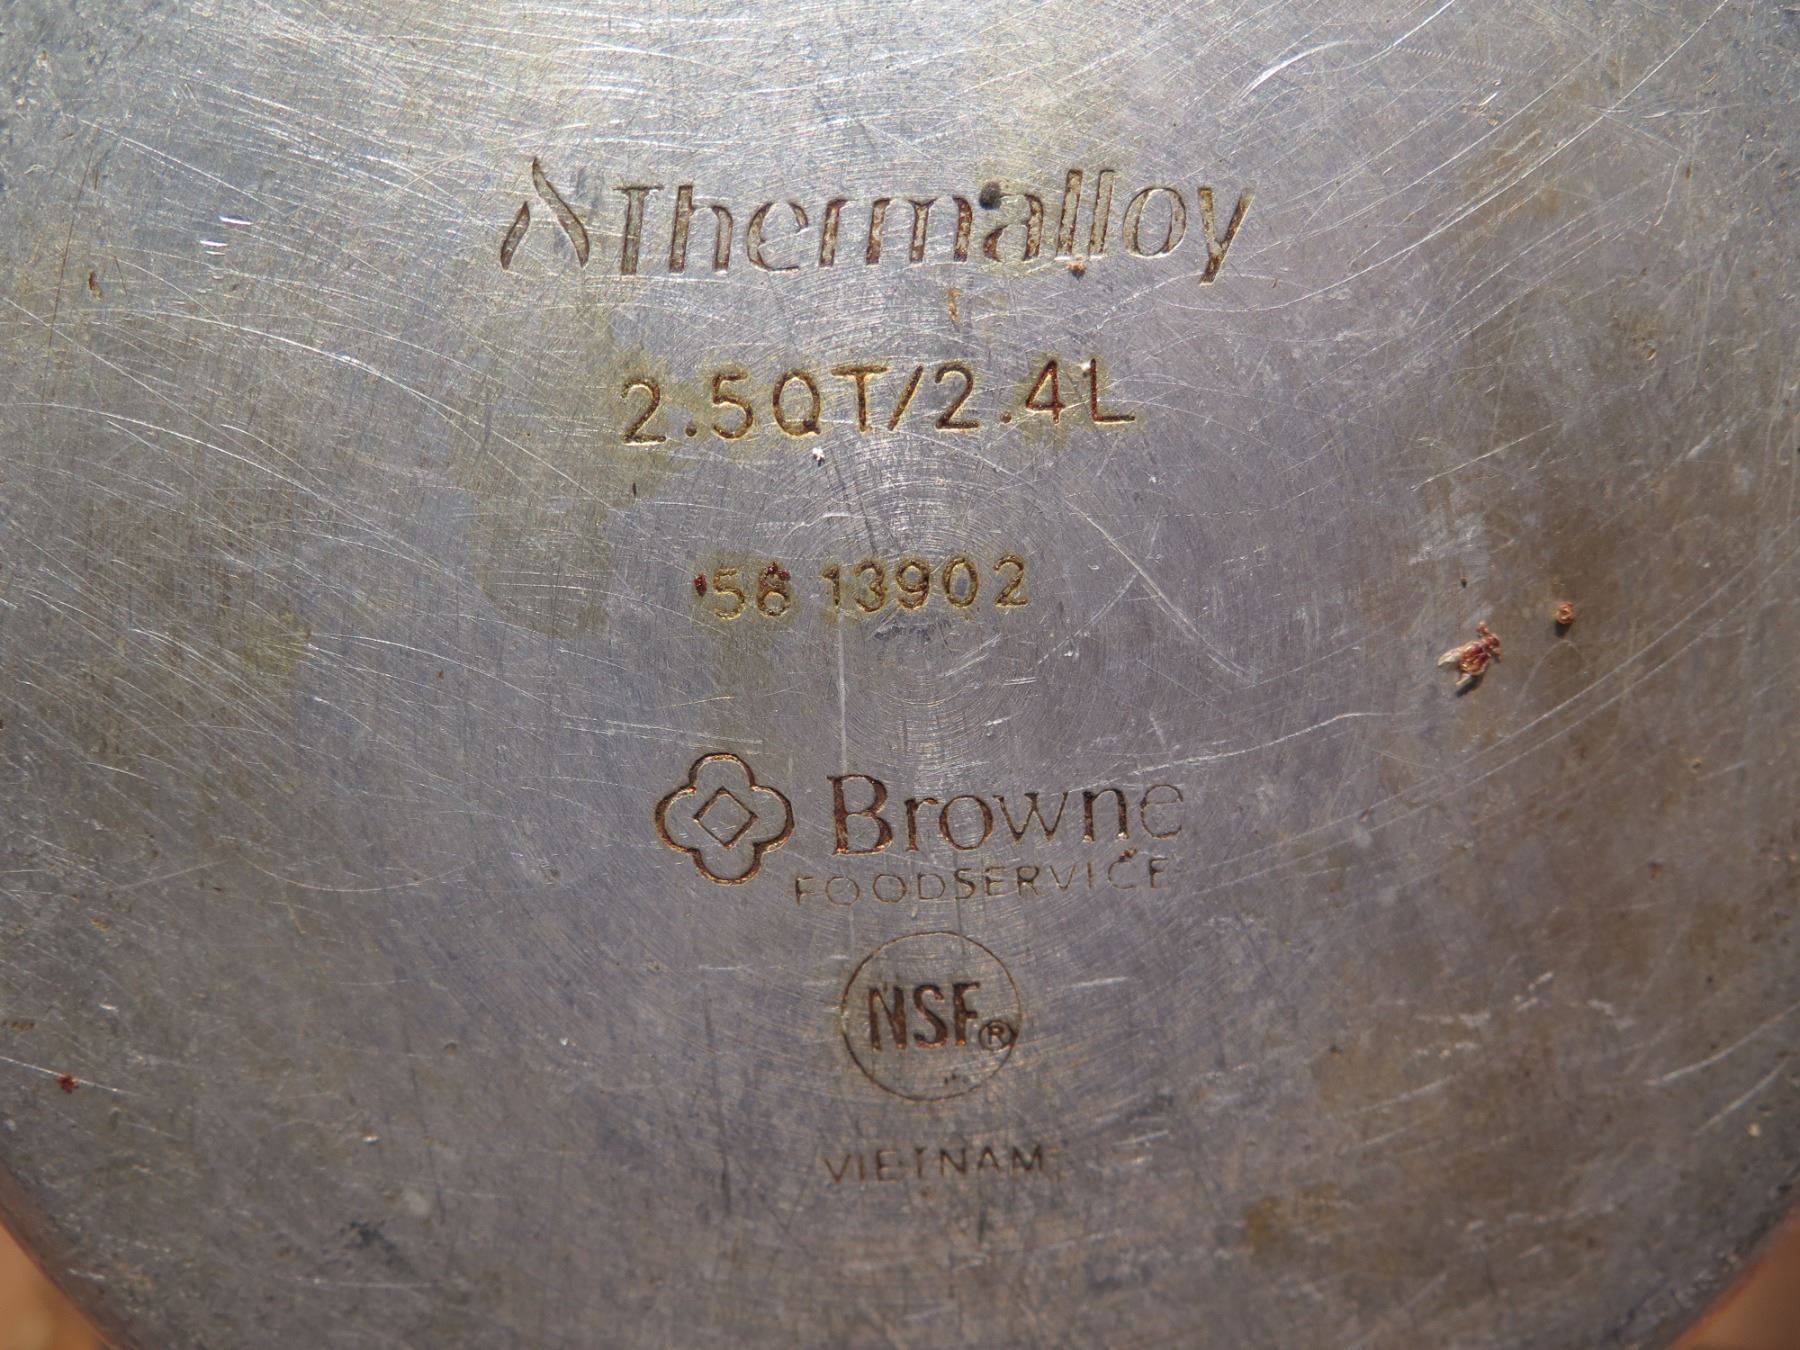 Thermalloy
2.5QT/2.4L
56 13902
Browne
FOODSERVICE
NSF®
VIETNAM